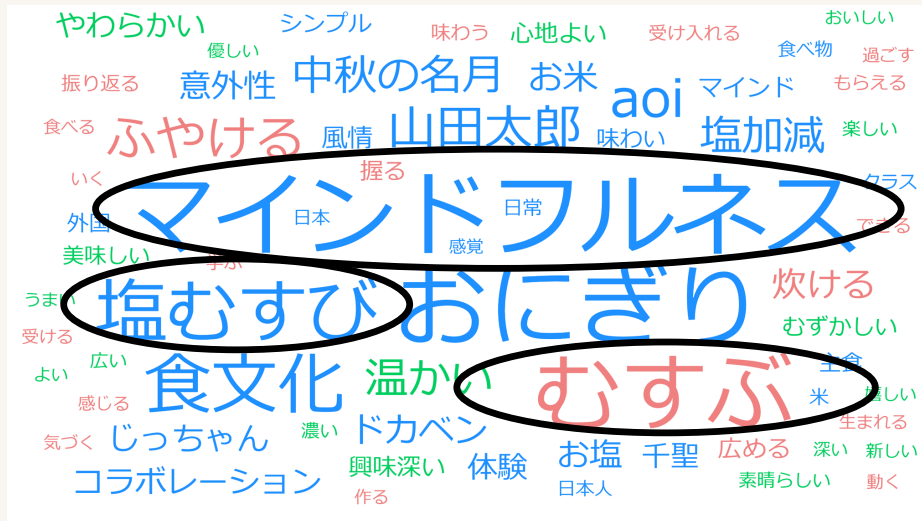 やわらかい シンプル 味わう 心地よい 受け入れる おいしい
優しい 食べ物 過ごす
振り返る 意外性 中秋の名月 お米 aoi マインド もらえる
食べる ふやける 風情 山田太郎 味わい 塩加減 楽しい
いく 握る クラス
マインドフルネス
外国 日本 日常 できる
美味しい 学ぶ 感覚
うまい 塩むすび おにぎり 炊ける
受ける むずかしい
よい 広い 食文化 温かい むすぶ 主食
感じる 米 嬉しい
気づく じっちゃん 濃い ドカベン 生まれる
コラボレーション 興味深い 体験 お塩 千聖 広める 深い 新しい
作る 日本人 素晴らしい 動く